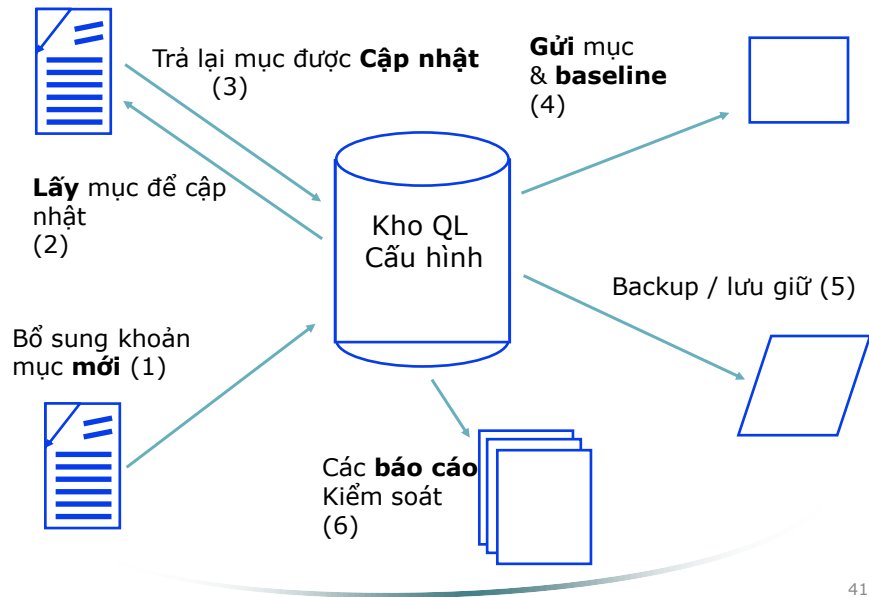 Trả lại mục được Cập nhật
(3)
Gửi mục
& baseline
(4)
Lấy mục để cập
nhật
(2)
Kho QL
Cấu hình
Backup / lưu giữ (5)
Bổ sung khoản
mục mới (1)
Các báo cáo
Kiểm soát
(6)
41